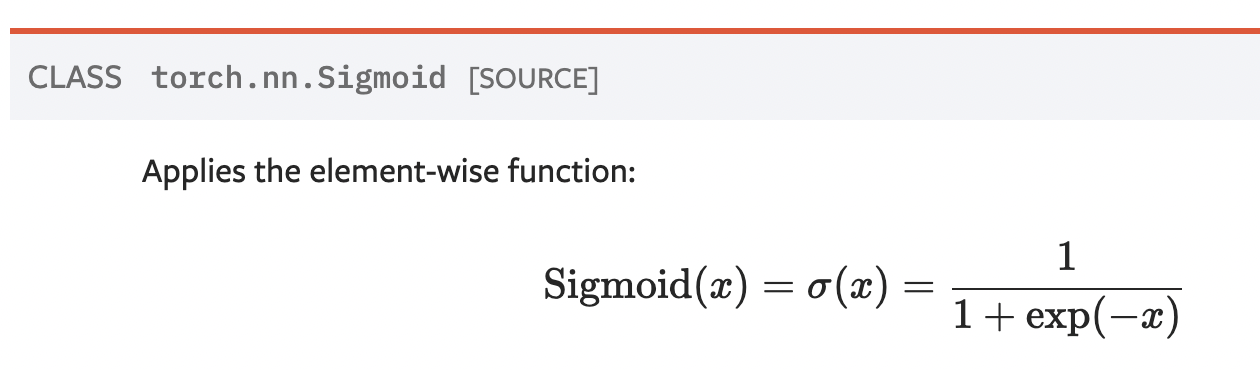 CLASS torch.nn.Sigmoid [SOURCE]
Applies the element-wise function:
Sigmoid(x) = σ(x) = 1 / (1 + exp(−x))